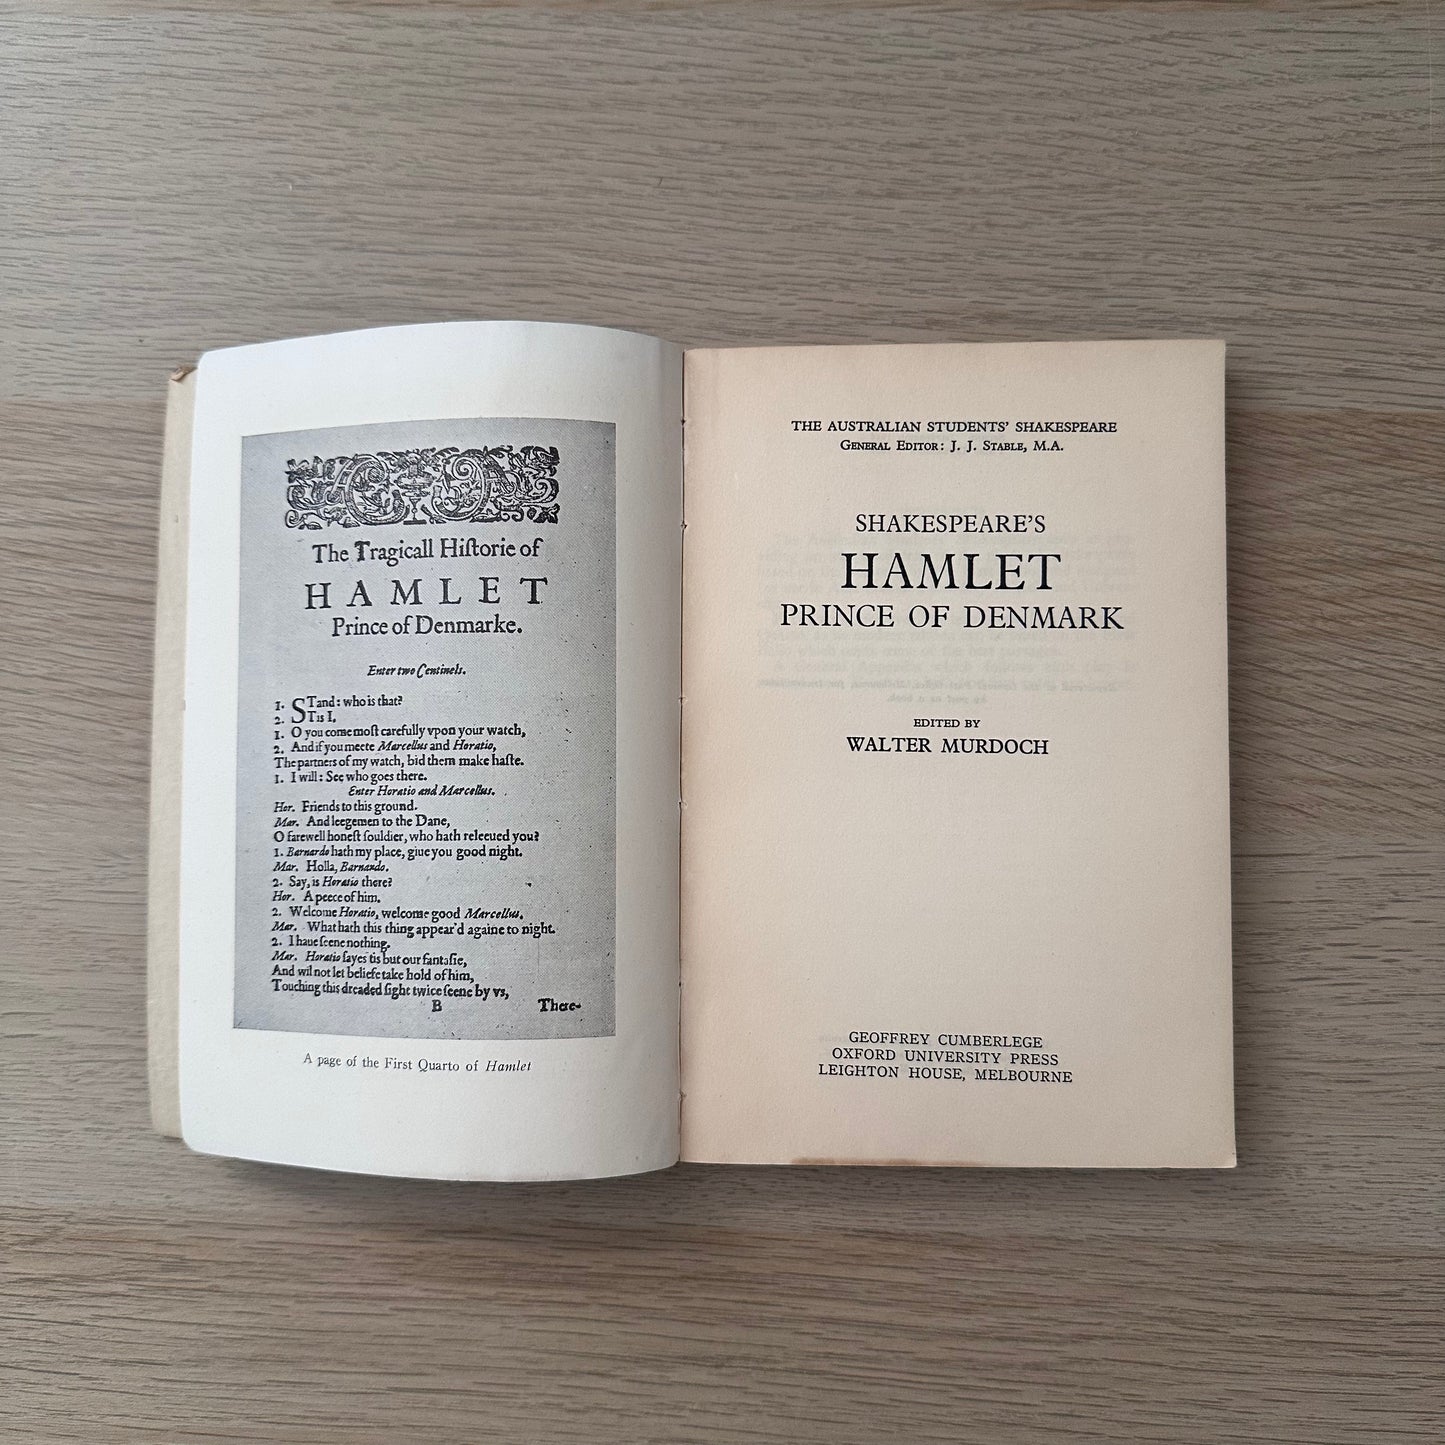 The Tragicall Hiſtorie of
HAMLET
Prince of Denmarke.
Enter two Centinels.
1. STand: who is that?
2. Tis I.
1. O you come moſt carefully vpon your watch,
2. And if you meete Marcellus and Horatio,
The partners of my watch, bid them make haſte.
1. I will: See who goes there.
Enter Horatio and Marcellus.
Hor. Friends to this ground.
Mar. And leegemen to the Dane,
O farewell honeſt ſouldier, who hath releeued you?
1. Barnardo hath my place, giue you good night.
Mar. Holla, Barnardo.
2. Say, is Horatio there?
Hor. A peece of him.
2. Welcome Horatio, welcome good Marcellus.
Mar. What hath this thing appear'd againe to night.
2. I haue ſeene nothing.
Mar. Horatio ſayes tis but our fantaſie,
And wil not let beliefe take hold of him,
Touching this dreaded ſight twice ſeene by vs,
B There-
A page of the First Quarto of Hamlet
THE AUSTRALIAN STUDENTS' SHAKESPEARE
GENERAL EDITOR: J. J. STABLE, M.A.
SHAKESPEARE'S
HAMLET
PRINCE OF DENMARK
EDITED BY
WALTER MURDOCH
GEOFFREY CUMBERLEGE
OXFORD UNIVERSITY PRESS
LEIGHTON HOUSE, MELBOURNE